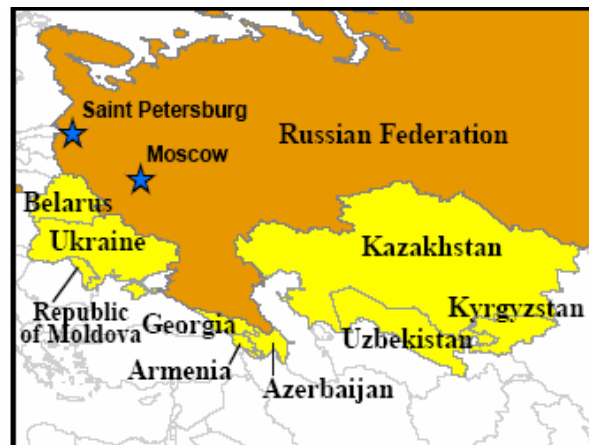 Saint Petersburg
Russian Federation
Moscow
Belarus
Ukraine
Kazakhstan
Republic
of Moldova
Georgia
Kyrgyzstan
Uzbekistan
Armenia
Azerbaijan